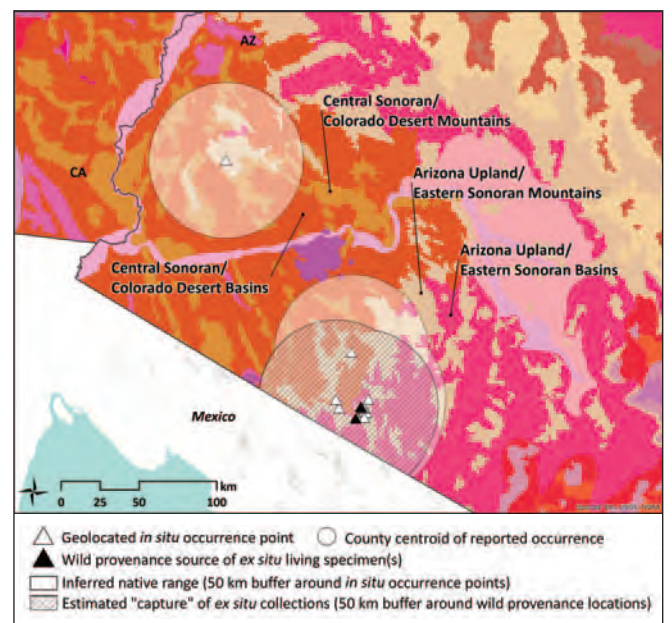 AZ
Central Sonoran/
Colorado Desert Mountains
CA
Arizona Upland/
Eastern Sonoran Mountains
Arizona Upland/
Eastern Sonoran Basins
Central Sonoran/
Colorado Desert Basins
Mexico
km
0 25 50 100
Geolocated in situ occurrence point
County centroid of reported occurrence
Wild provenance source of ex situ living specimen(s)
Inferred native range (50 km buffer around in situ occurrence points)
Estimated "capture" of ex situ collections (50 km buffer around wild provenance locations)